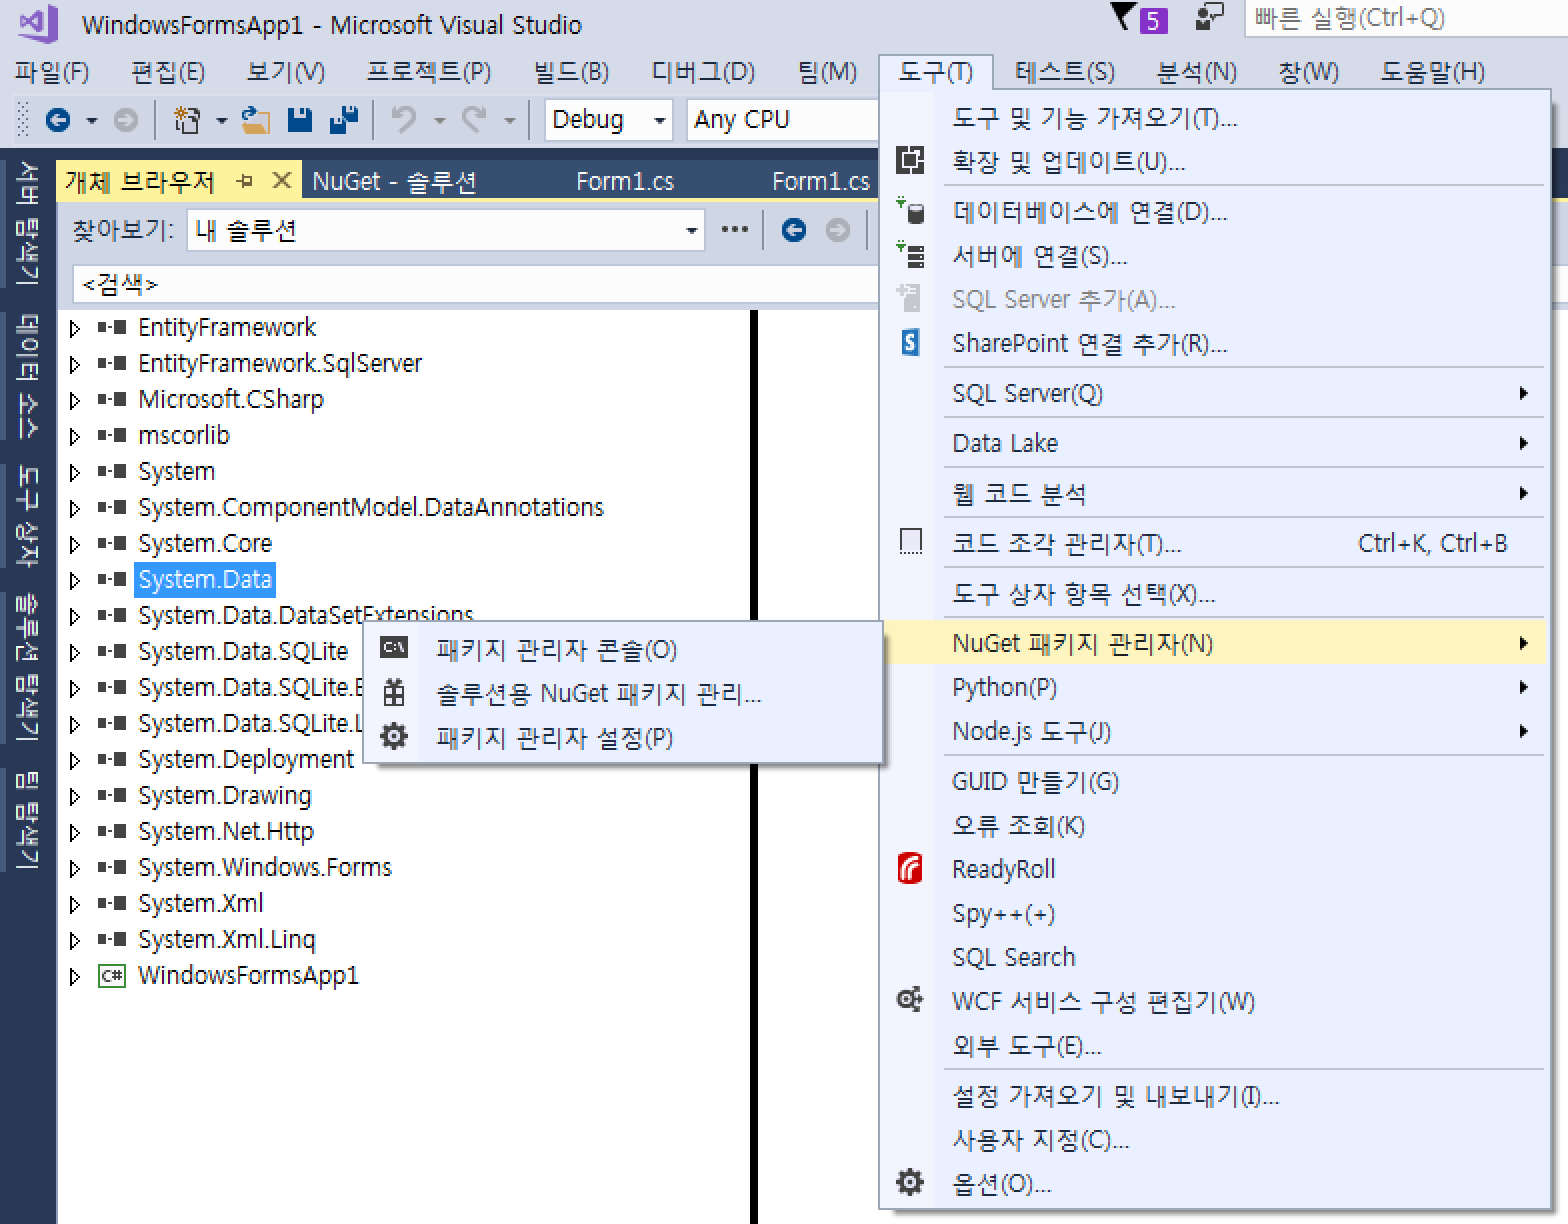 WindowsFormsApp1 - Microsoft Visual Studio
5
빠른 실행(Ctrl+Q)
파일(F) 편집(E) 보기(V) 프로젝트(P) 빌드(B) 디버그(D) 팀(M) 도구(T) 테스트(S) 분석(N) 창(W) 도움말(H)
Debug Any CPU
서버 탐색기
데이터 소스
도구 상자
솔루션 탐색기
팀 탐색기
개체 브라우저 NuGet - 솔루션 Form1.cs Form1.cs
찾아보기: 내 솔루션
<검색>
EntityFramework
EntityFramework.SqlServer
Microsoft.CSharp
mscorlib
System
System.ComponentModel.DataAnnotations
System.Core
System.Data
System.Data.DataSetExtensions
System.Data.SQLite
System.Data.SQLite.E
System.Data.SQLite.L
System.Deployment
System.Drawing
System.Net.Http
System.Windows.Forms
System.Xml
System.Xml.Linq
C# WindowsFormsApp1
C:\ 패키지 관리자 콘솔(O)
솔루션용 NuGet 패키지 관리...
패키지 관리자 설정(P)
도구 및 기능 가져오기(T)...
확장 및 업데이트(U)...
데이터베이스에 연결(D)...
서버에 연결(S)...
SQL Server 추가(A)...
SharePoint 연결 추가(R)...
SQL Server(Q)
Data Lake
웹 코드 분석
코드 조각 관리자(T)... Ctrl+K, Ctrl+B
도구 상자 항목 선택(X)...
NuGet 패키지 관리자(N)
Python(P)
Node.js 도구(J)
GUID 만들기(G)
오류 조회(K)
ReadyRoll
Spy++(+)
SQL Search
WCF 서비스 구성 편집기(W)
외부 도구(E)...
설정 가져오기 및 내보내기(I)...
사용자 지정(C)...
옵션(O)...